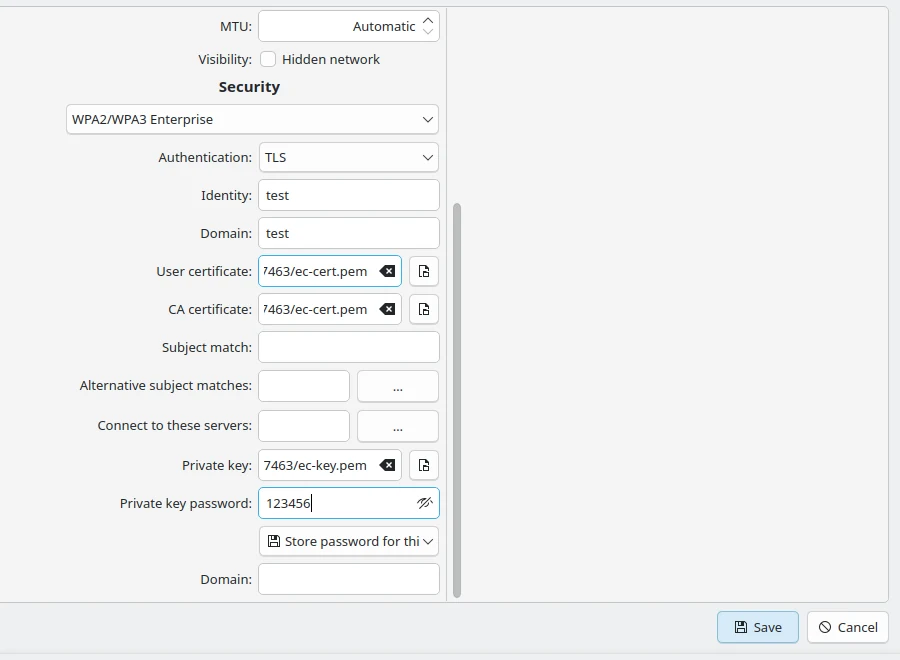 MTU: Automatic
Visibility: Hidden network
Security
WPA2/WPA3 Enterprise
Authentication: TLS
Identity: test
Domain: test
User certificate: 7463/ec-cert.pem
CA certificate: 7463/ec-cert.pem
Subject match:
Alternative subject matches: ...
Connect to these servers: ...
Private key: 7463/ec-key.pem
Private key password: 123456
Store password for thi
Domain:
Save Cancel